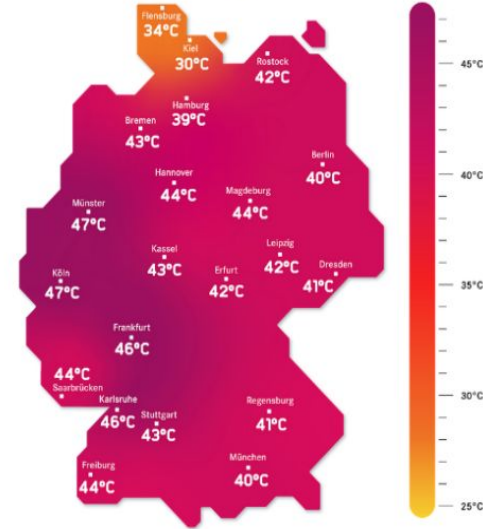 Flensburg
34°C
Kiel
30°C
Rostock
42°C
Hamburg
39°C
Bremen
43°C
Berlin
40°C
Hannover
44°C
Magdeburg
44°C
Münster
47°C
Kassel
43°C
Leipzig
42°C
Erfurt
42°C
Dresden
41°C
Köln
47°C
Frankfurt
46°C
44°C
Saarbrücken
Karlsruhe
46°C
Stuttgart
43°C
Regensburg
41°C
Freiburg
44°C
München
40°C
45°C
40°C
35°C
30°C
25°C